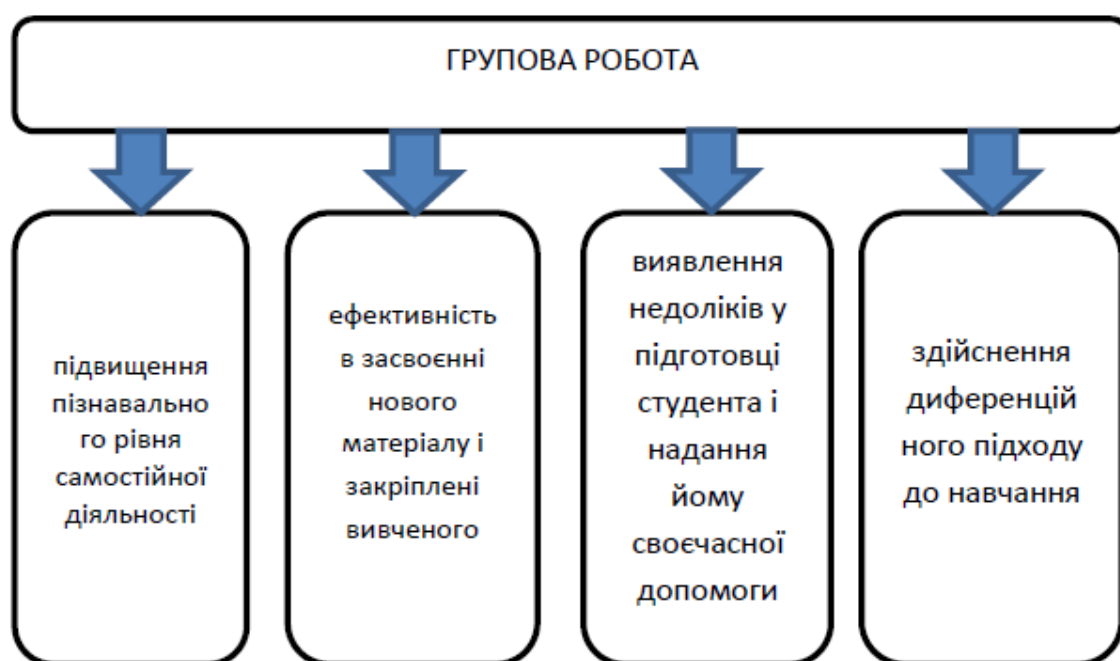 ГРУПОВА РОБОТА
підвищення
пізнавально
го рівня
самостійної
діяльності
ефективність
в засвоєнні
нового
матеріалу і
закріплені
вивченого
виявлення
недоліків у
підготовці
студента і
надання
йому
своєчасної
допомоги
здійснення
диференцій
ного підходу
до навчання